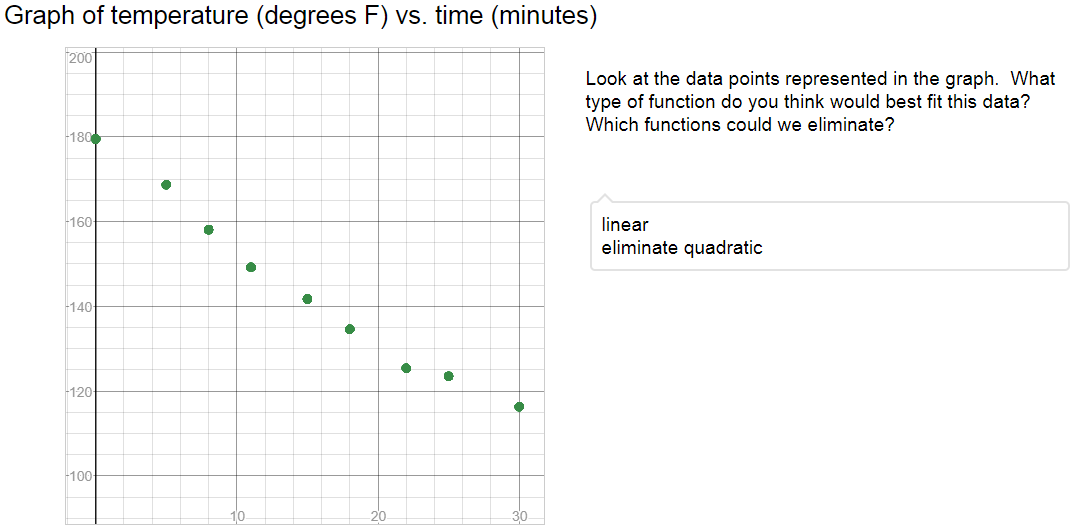 Graph of temperature (degrees F) vs. time (minutes)
200
180
160
140
120
100
10
20
30
Look at the data points represented in the graph.  What
type of function do you think would best fit this data?
Which functions could we eliminate?
linear
eliminate quadratic